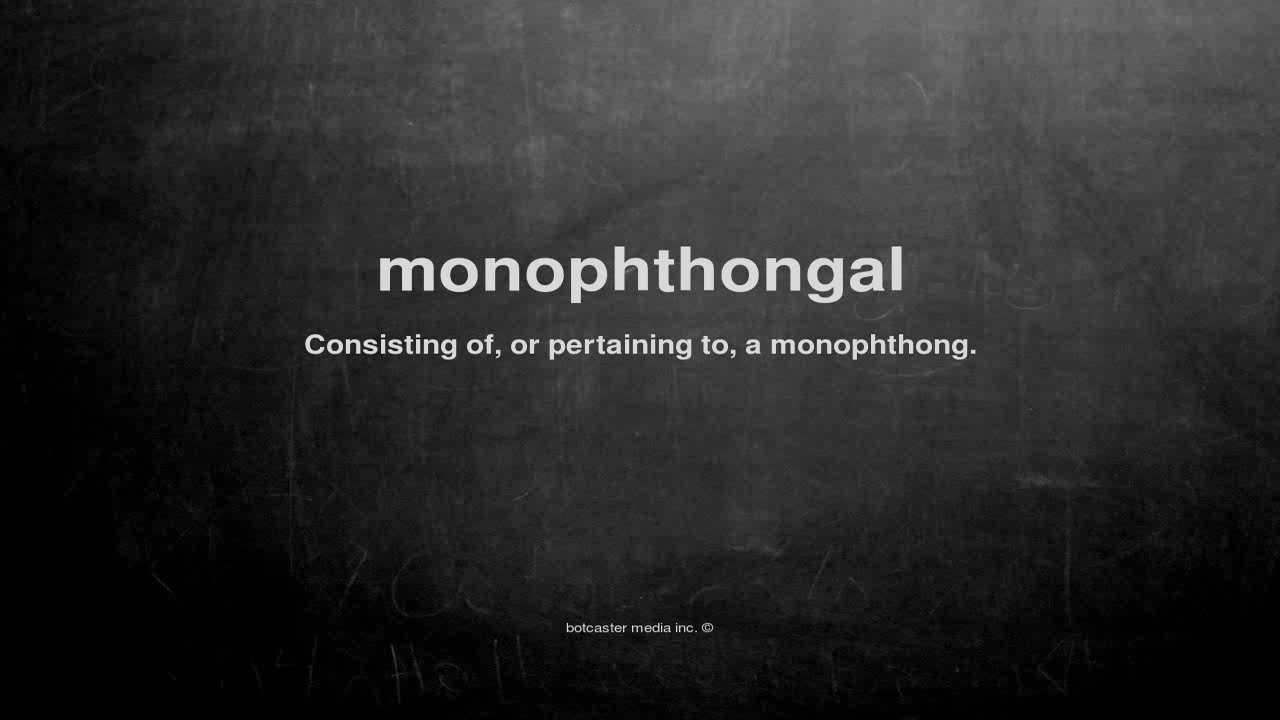 monophthongal
Consisting of, or pertaining to, a monophthong.
botcaster media inc. ©